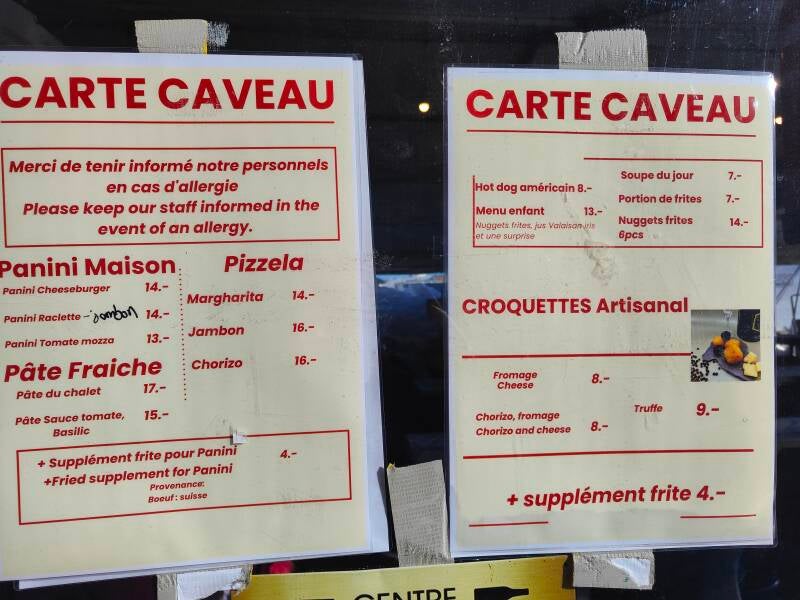 CARTE CAVEAU
Merci de tenir informé notre personnels
en cas d'allergie
Please keep our staff informed in the
event of an allergy.
Panini Maison
Panini Cheeseburger 14.-
Panini Raclette - jambon 14.-
Panini Tomate mozza 13.-
Pâte Fraiche
Pâte du chalet 17.-
Pâte Sauce tomate, 15.-
Basilic
Pizzela
Margharita 14.-
Jambon 16.-
Chorizo 16.-
+ Supplément frite pour Panini 4.-
+Fried supplement for Panini
Provenance:
Boeuf : suisse
CARTE CAVEAU
Hot dog américain 8.-
Menu enfant 13.-
Nuggets frites, jus Valaisan iris
et une surprise
Soupe du jour 7.-
Portion de frites 7.-
Nuggets frites 14.-
6pcs
CROQUETTES Artisanal
Fromage 8.-
Cheese
Chorizo, fromage 8.-
Chorizo and cheese
Truffe 9.-
+ supplément frite 4.-
CENTRE